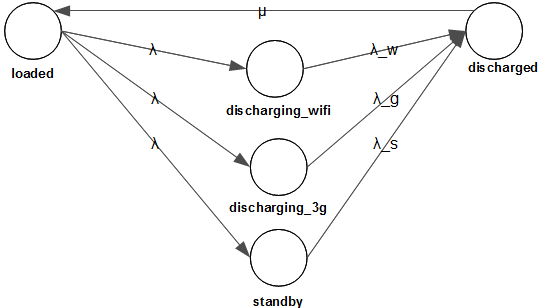 μ
loaded
discharged
λ
λ_w
discharging_wifi
λ
λ_g
λ
λ_s
discharging_3g
standby